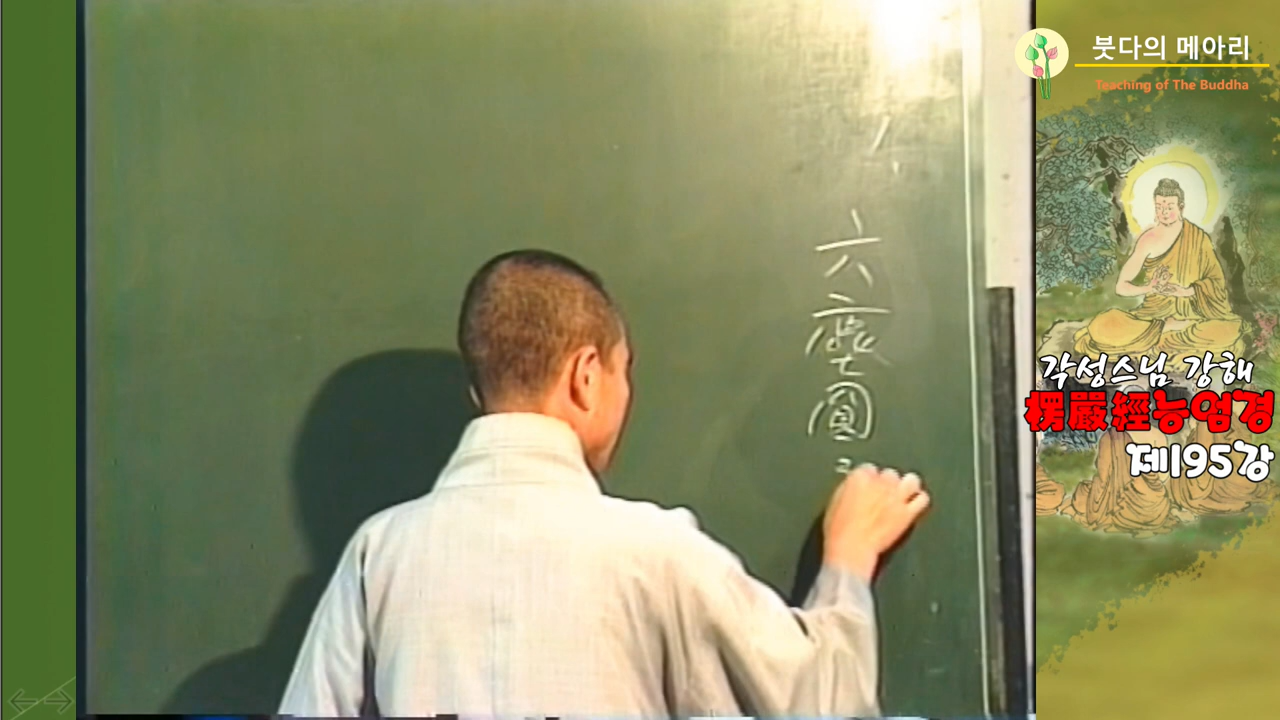 六塵圓
붓다의 메아리
Teaching of The Buddha
각성스님 강해
楞嚴經능엄경
제195강